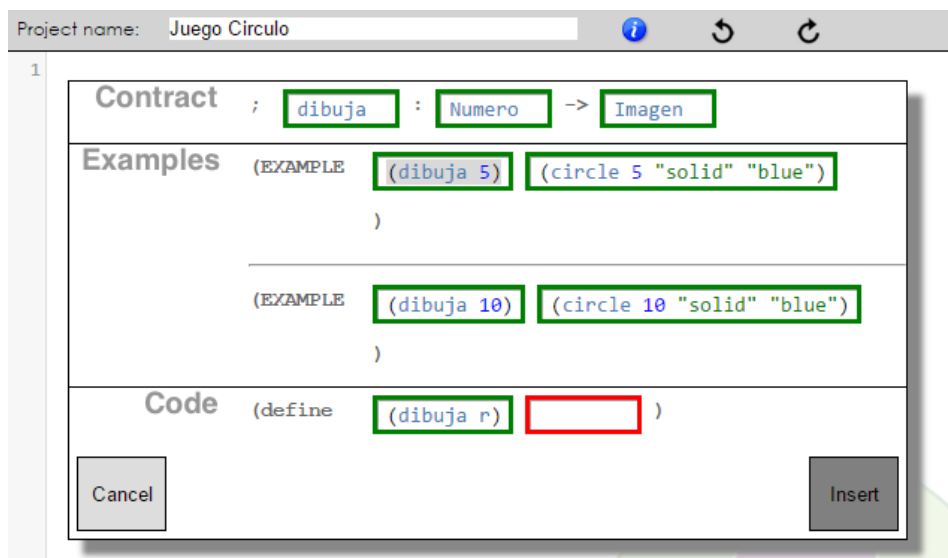 Project name: Juego Circulo
1
Contract ; dibuja : Numero -> Imagen
Examples (EXAMPLE (dibuja 5) (circle 5 "solid" "blue")
)
(EXAMPLE (dibuja 10) (circle 10 "solid" "blue")
)
Code (define (dibuja r) )
Cancel Insert